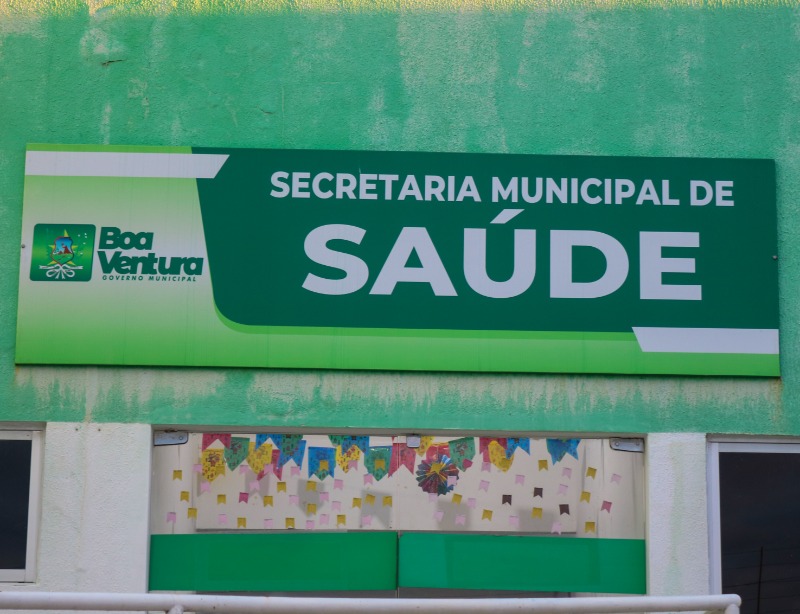 SECRETARIA MUNICIPAL DE
SAÚDE
Boa
Ventura
GOVERNO MUNICIPAL